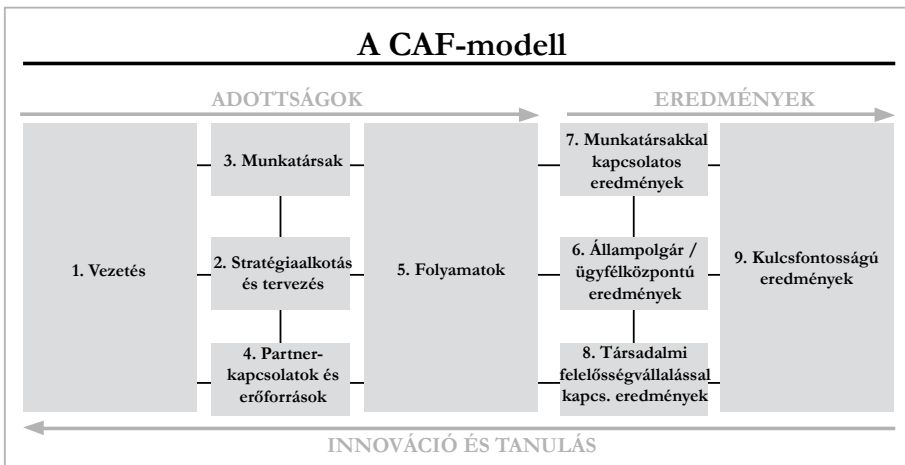 A CAF-modell
ADOTTSÁGOK
EREDMÉNYEK
1. Vezetés
3. Munkatársak
2. Stratégiaalkotás
és tervezés
4. Partner-
kapcsolatok és
erőforrások
5. Folyamatok
7. Munkatársakkal
kapcsolatos
eredmények
6. Állampolgár /
ügyfélközpontú
eredmények
8. Társadalmi
felelősségvállalással
kapcs. eredmények
9. Kulcsfontosságú
eredmények
INNOVÁCIÓ ÉS TANULÁS